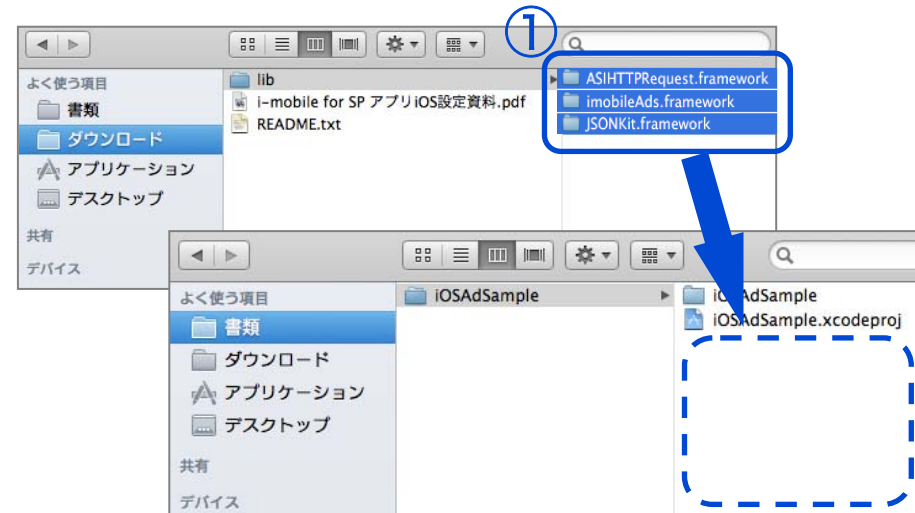 ①
よく使う項目
書類
ダウンロード
アプリケーション
デスクトップ
共有
デバイス
lib
i-mobile for SP アプリiOS設定資料.pdf
README.txt
ASIHTTPRequest.framework
imobileAds.framework
JSONKit.framework
よく使う項目
書類
ダウンロード
アプリケーション
デスクトップ
共有
デバイス
iOSAdSample
iOSAdSample
iOSAdSample.xcodeproj